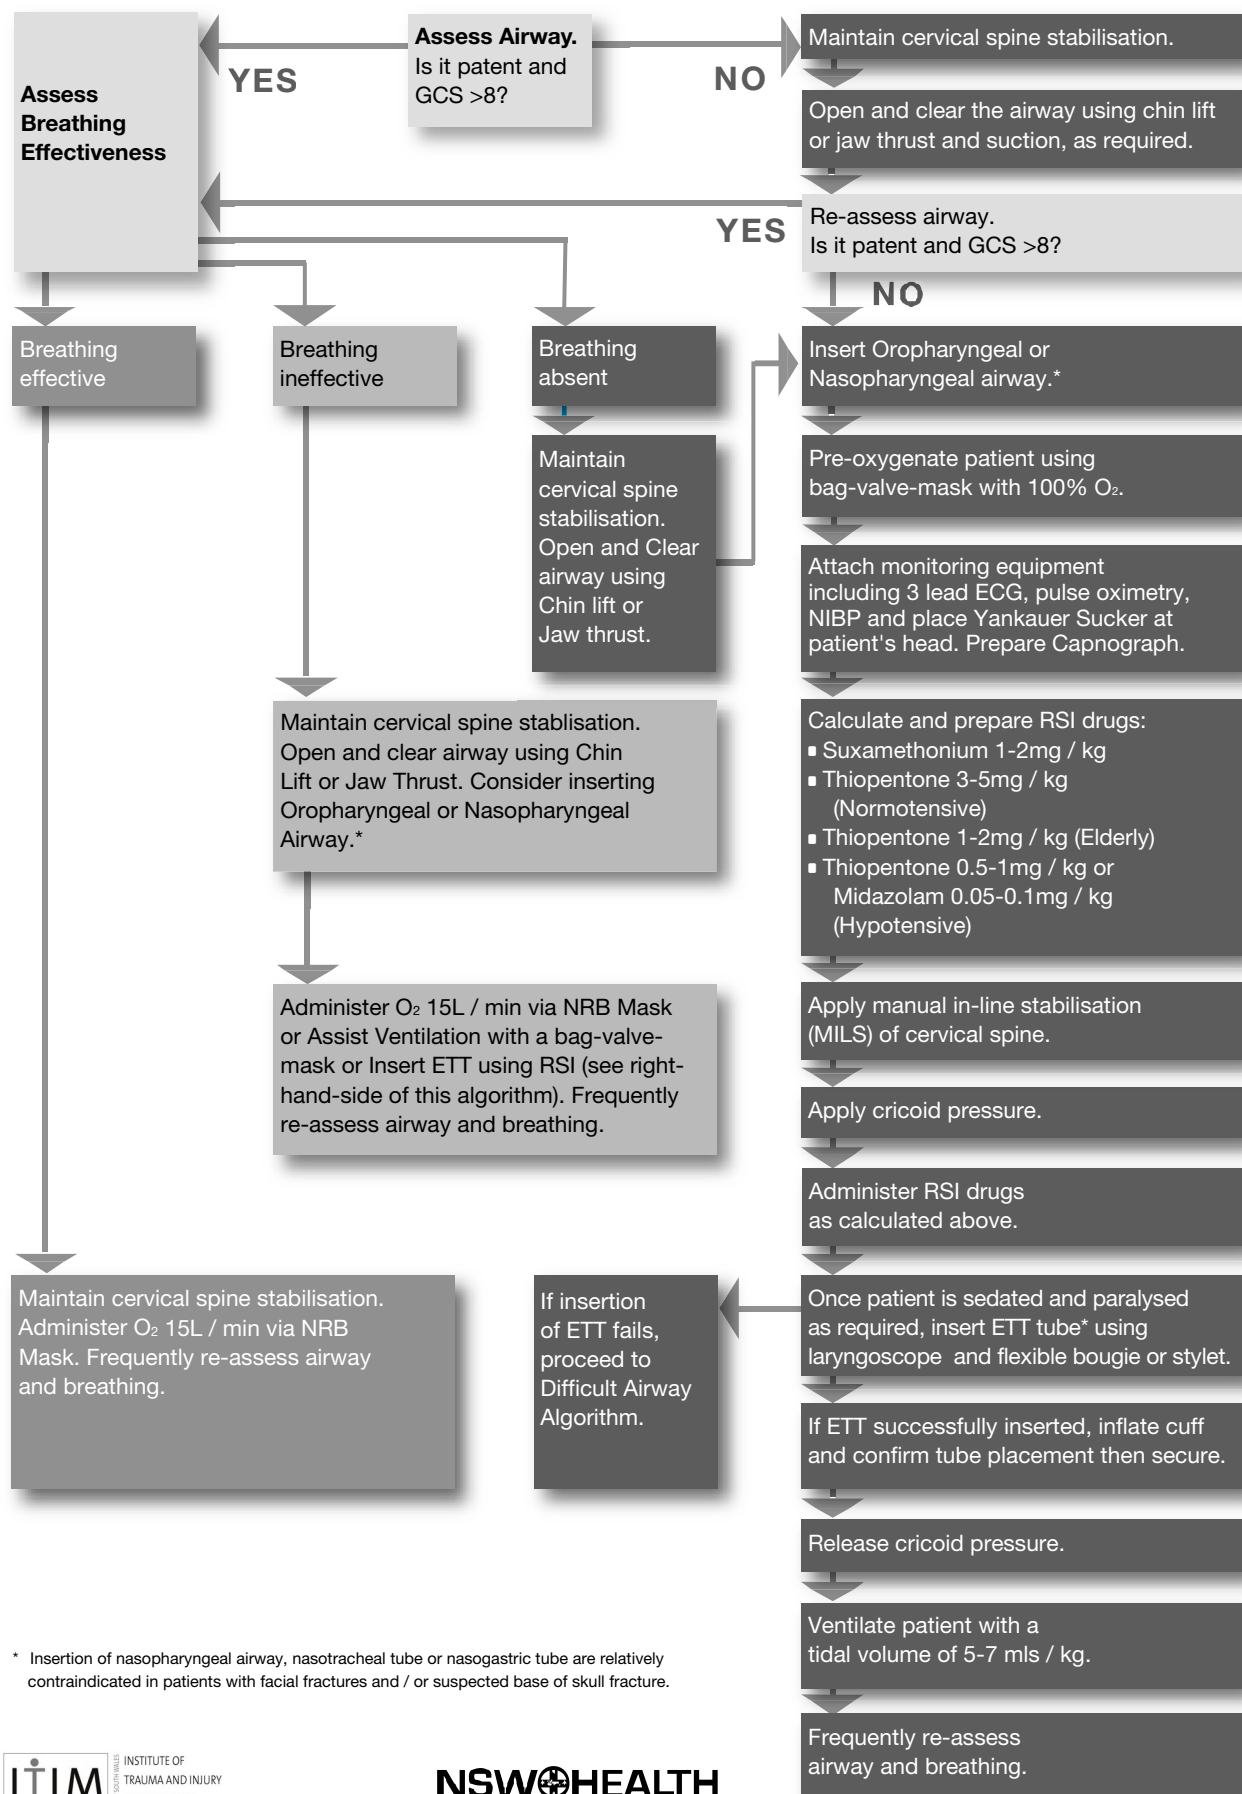 Assess Airway.
Is it patent and
GCS >8?
YES
NO
Assess
Breathing
Effectiveness
Maintain cervical spine stabilisation.
Open and clear the airway using chin lift
or jaw thrust and suction, as required.
Re-assess airway.
Is it patent and GCS >8?
YES
NO
Breathing
effective
Breathing
ineffective
Breathing
absent
Maintain
cervical spine
stabilisation.
Open and Clear
airway using
Chin lift or
Jaw thrust.
Maintain cervical spine stablisation.
Open and clear airway using Chin
Lift or Jaw Thrust. Consider inserting
Oropharyngeal or Nasopharyngeal
Airway.*
Administer O₂ 15L / min via NRB Mask
or Assist Ventilation with a bag-valve-
mask or Insert ETT using RSI (see right-
hand-side of this algorithm). Frequently
re-assess airway and breathing.
Maintain cervical spine stabilisation.
Administer O₂ 15L / min via NRB
Mask. Frequently re-assess airway
and breathing.
Insert Oropharyngeal or
Nasopharyngeal airway.*
Pre-oxygenate patient using
bag-valve-mask with 100% O₂.
Attach monitoring equipment
including 3 lead ECG, pulse oximetry,
NIBP and place Yankauer Sucker at
patient's head. Prepare Capnograph.
Calculate and prepare RSI drugs:
▪ Suxamethonium 1-2mg / kg
▪ Thiopentone 3-5mg / kg
(Normotensive)
▪ Thiopentone 1-2mg / kg (Elderly)
▪ Thiopentone 0.5-1mg / kg or
Midazolam 0.05-0.1mg / kg
(Hypotensive)
Apply manual in-line stabilisation
(MILS) of cervical spine.
Apply cricoid pressure.
Administer RSI drugs
as calculated above.
Once patient is sedated and paralysed
as required, insert ETT tube* using
laryngoscope and flexible bougie or stylet.
If insertion
of ETT fails,
proceed to
Difficult Airway
Algorithm.
If ETT successfully inserted, inflate cuff
and confirm tube placement then secure.
Release cricoid pressure.
Ventilate patient with a
tidal volume of 5-7 mls / kg.
Frequently re-assess
airway and breathing.
* Insertion of nasopharyngeal airway, nasotracheal tube or nasogastric tube are relatively
contraindicated in patients with facial fractures and / or suspected base of skull fracture.
ITIM
SOUTH WALES
INSTITUTE OF
TRAUMA AND INJURY
NSW HEALTH